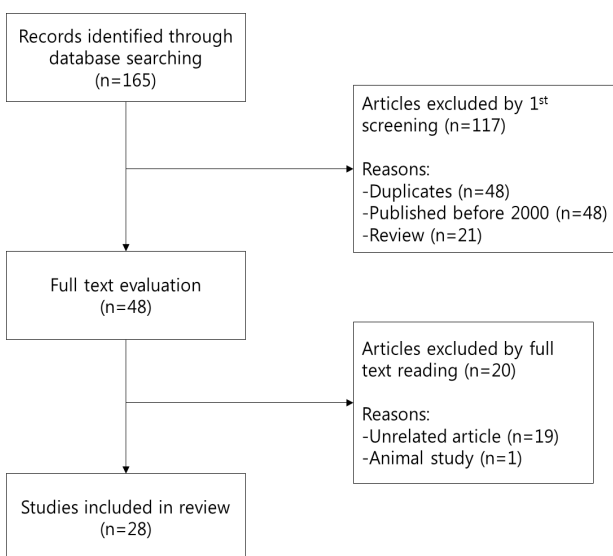 Records identified through
database searching
(n=165)
Articles excluded by 1st
screening (n=117)
Reasons:
-Duplicates (n=48)
-Published before 2000 (n=48)
-Review (n=21)
Full text evaluation
(n=48)
Articles excluded by full
text reading (n=20)
Reasons:
-Unrelated article (n=19)
-Animal study (n=1)
Studies included in review
(n=28)